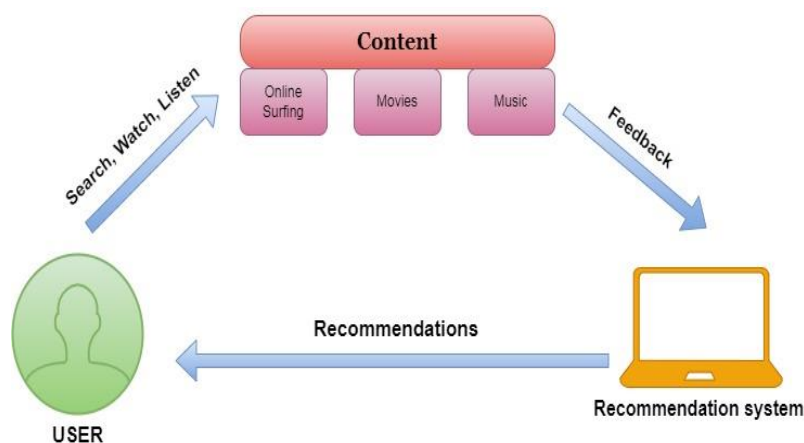 Content
Online
Surfing
Movies
Music
Search, Watch, Listen
Feedback
Recommendations
USER
Recommendation system